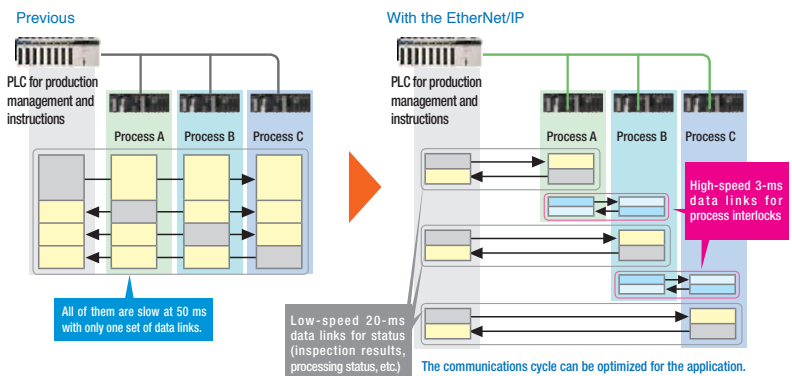 Previous
PLC for production
management and
instructions
Process A
Process B
Process C
All of them are slow at 50 ms
with only one set of data links.
With the EtherNet/IP
PLC for production
management and
instructions
Process A
Process B
Process C
High-speed 3-ms
data links for
process interlocks
Low-speed 20-ms
data links for status
(inspection results,
processing status, etc.)
The communications cycle can be optimized for the application.